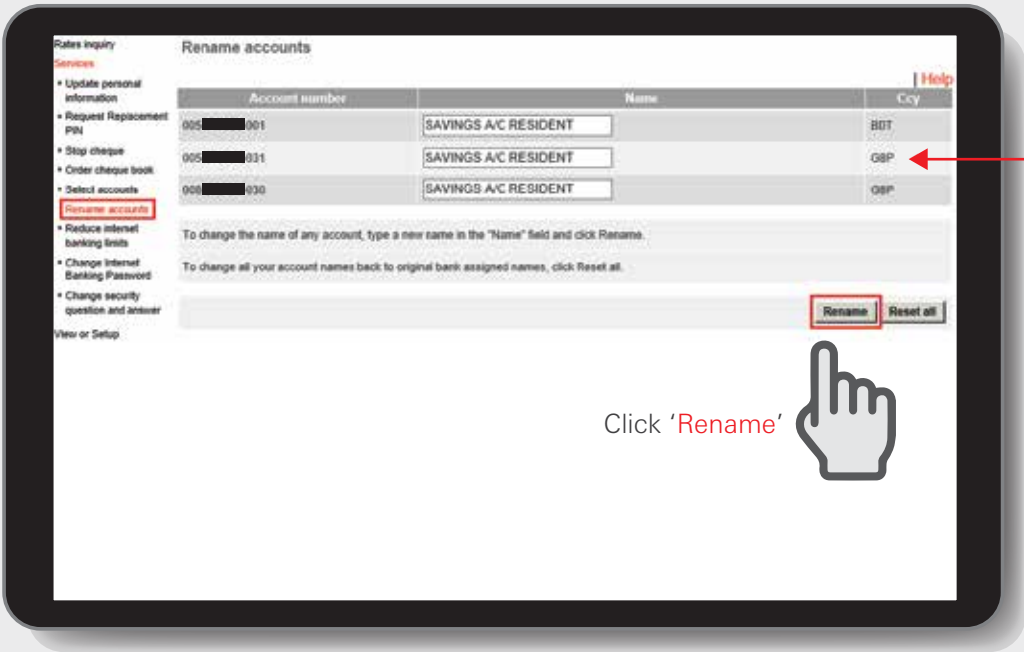 Rates inquiry
Services
• Update personal
information
• Request Replacement
PIN
• Stop cheque
• Order cheque book
• Select accounts
Rename accounts
• Reduce internet
banking limits
• Change Internet
Banking Password
• Change security
question and answer
View or Setup
Rename accounts
| Help
Account number Name Ccy
005 001 SAVINGS A/C RESIDENT BDT
005 031 SAVINGS A/C RESIDENT GBP
030 SAVINGS A/C RESIDENT GBP
To change the name of any account, type a new name in the "Name" field and click Rename.
To change all your account names back to original bank assigned names, click Reset all.
Rename Reset all
Click ‘Rename’